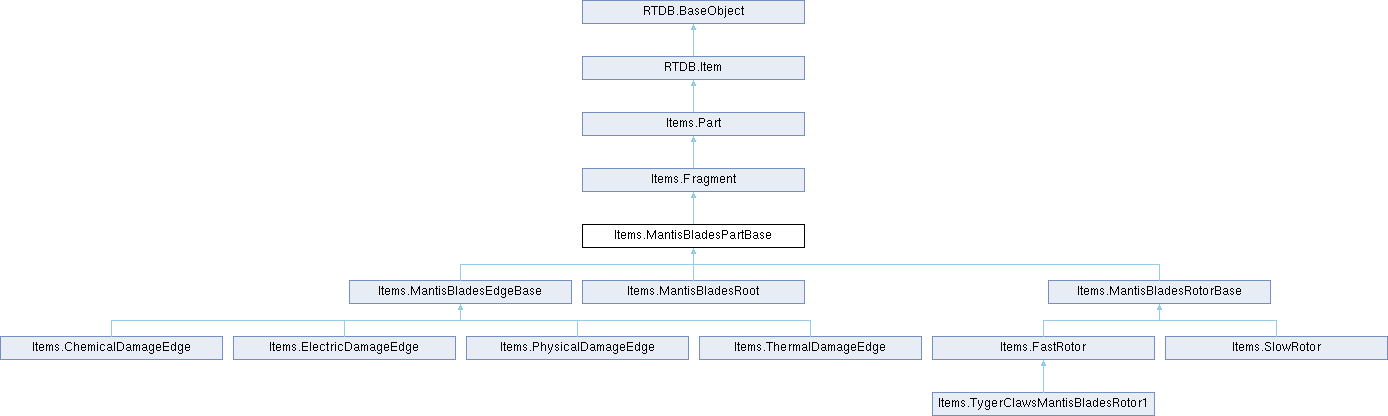 RTDB.BaseObject
RTDB.Item
Items.Part
Items.Fragment
Items.MantisBladesPartBase
Items.MantisBladesEdgeBase
Items.MantisBladesRoot
Items.MantisBladesRotorBase
Items.ChemicalDamageEdge
Items.ElectricDamageEdge
Items.PhysicalDamageEdge
Items.ThermalDamageEdge
Items.FastRotor
Items.SlowRotor
Items.TygerClawsMantisBladesRotor1